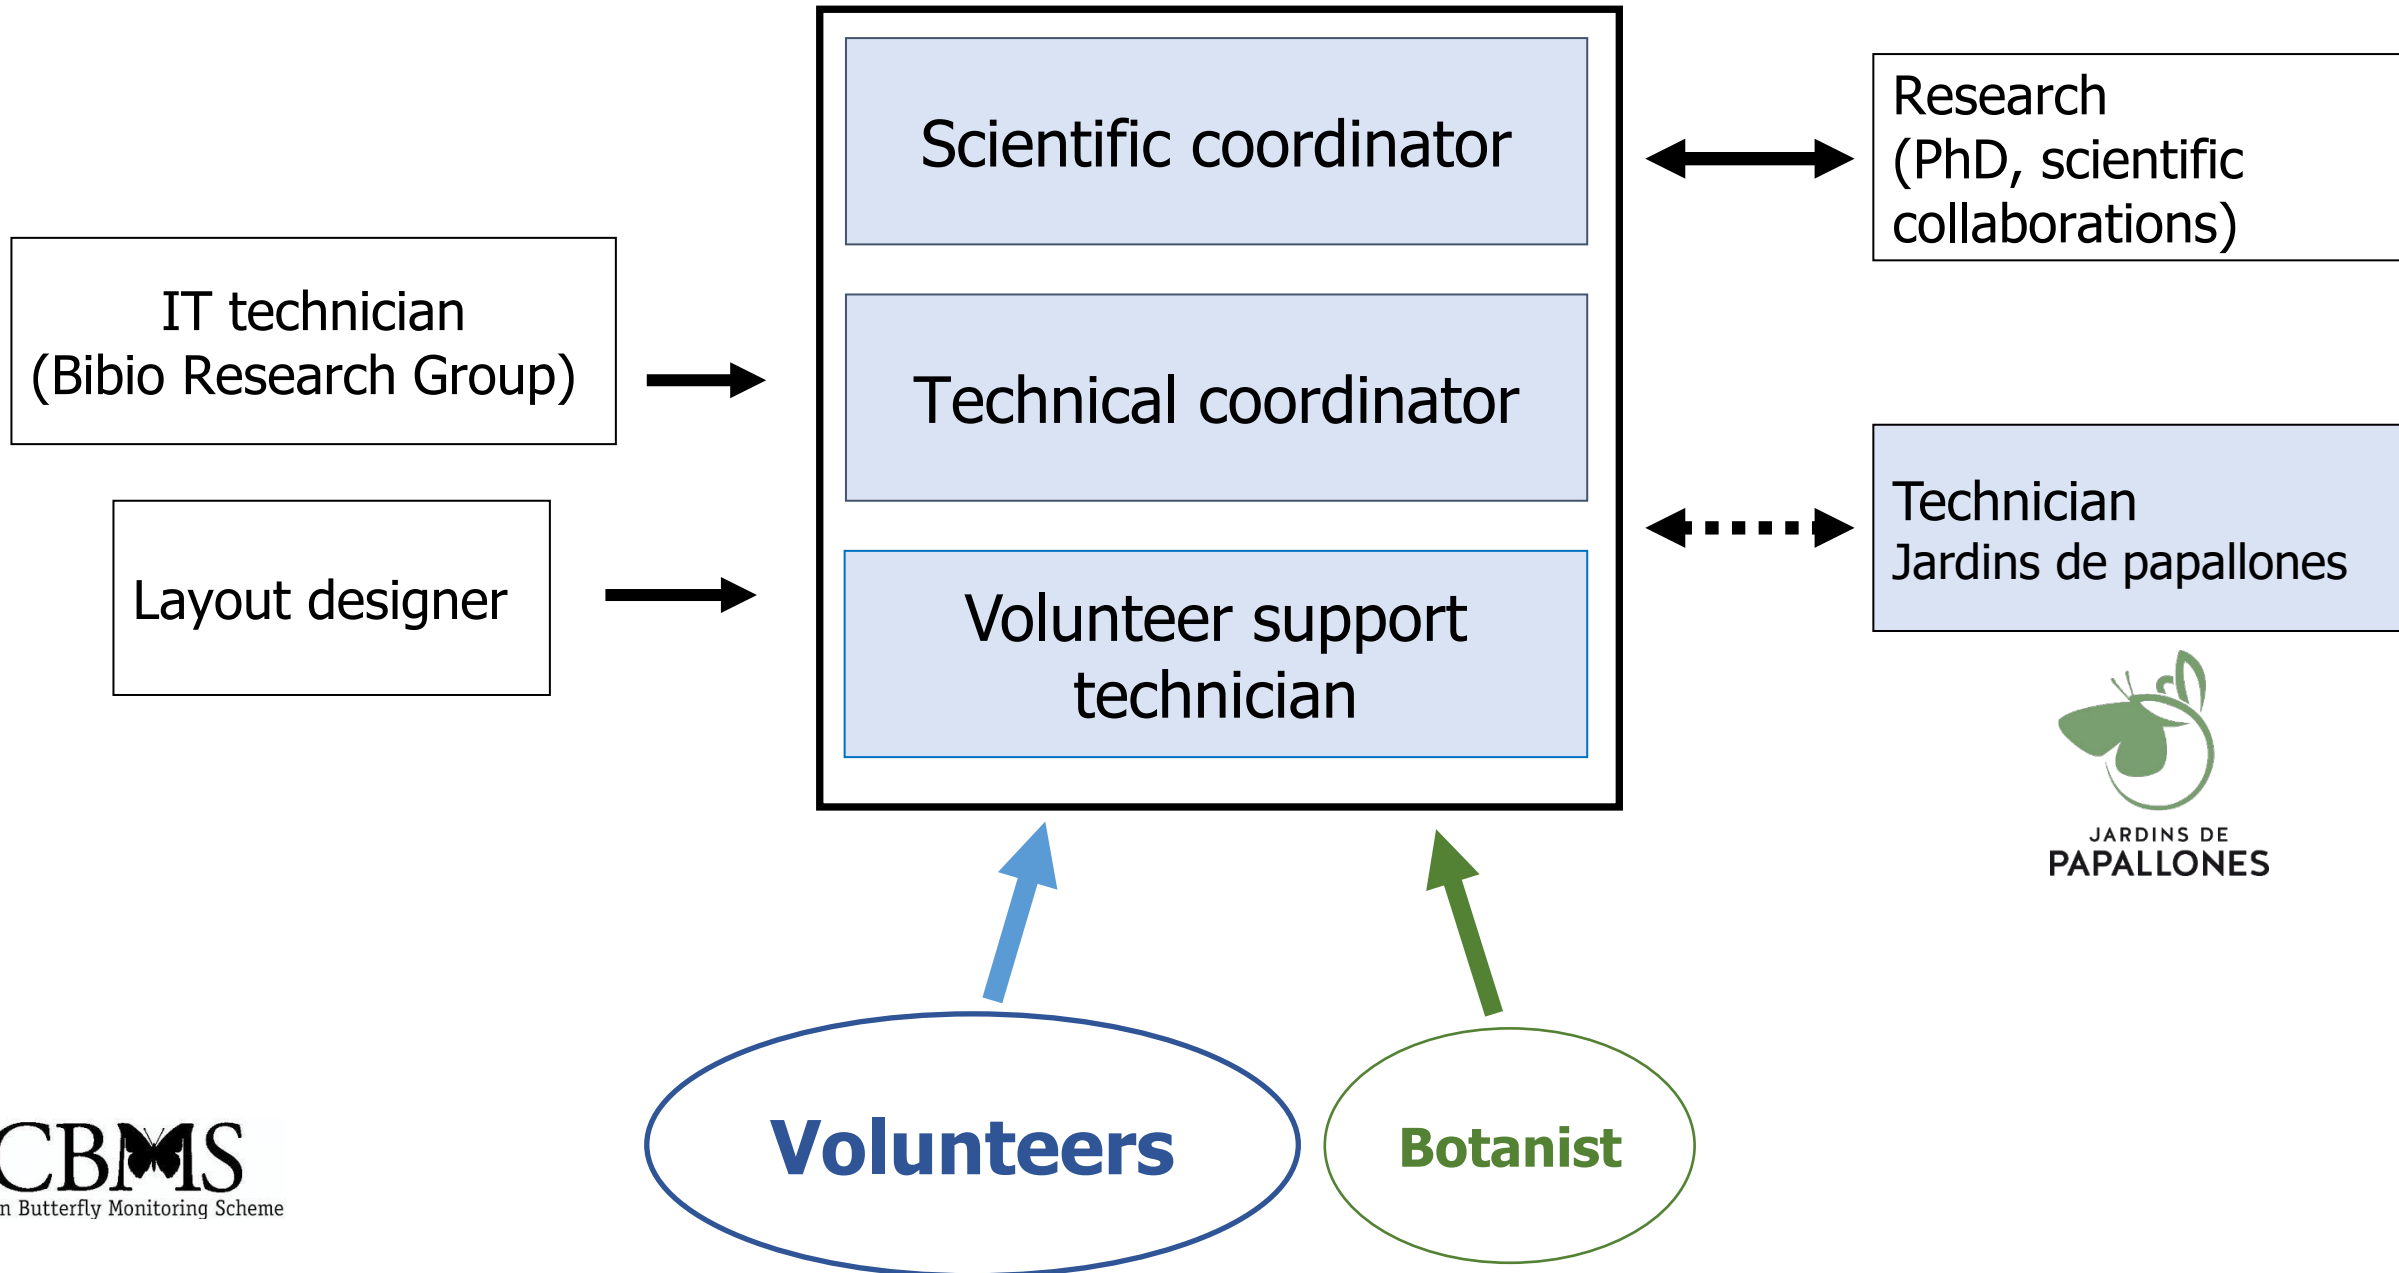 Scientific coordinator
Research
(PhD, scientific
collaborations)
IT technician
(Bibio Research Group)
Technical coordinator
Technician
Jardins de papallones
Layout designer
Volunteer support
technician
JARDINS DE
PAPALLONES
Volunteers
Botanist
CBMS
n Butterfly Monitoring Scheme